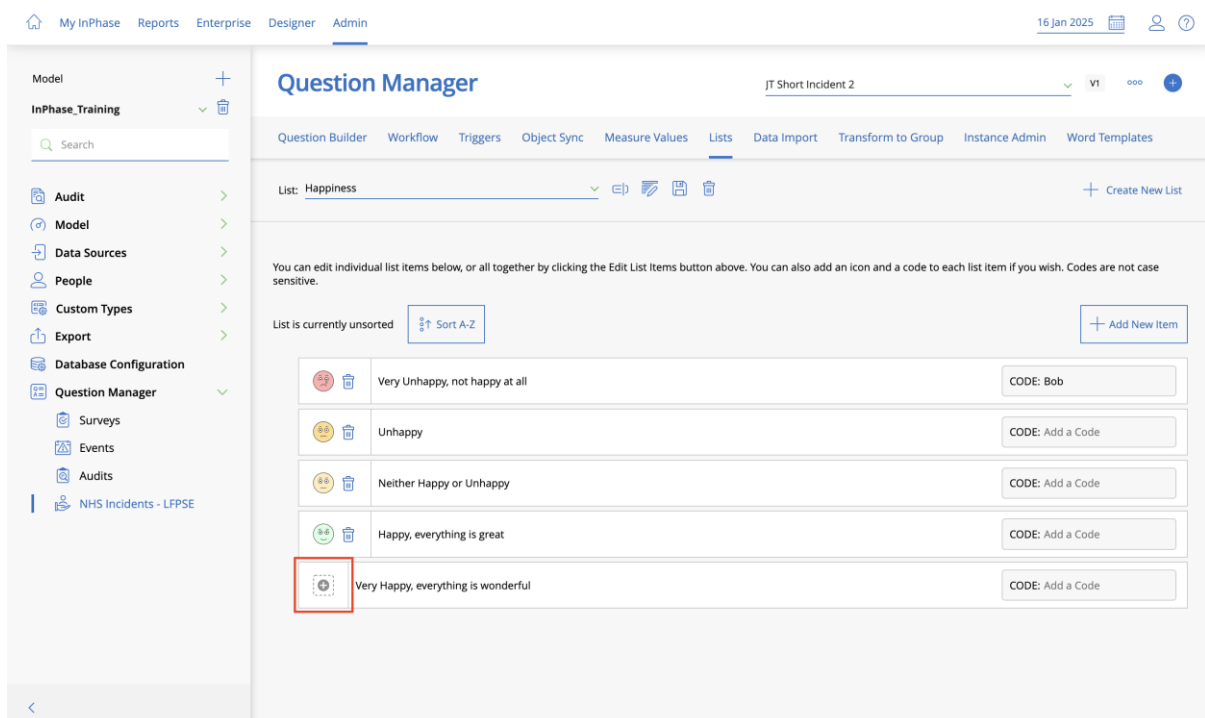 My InPhase Reports Enterprise Designer Admin 16 Jan 2025
Model
InPhase_Training
Search
Audit
Model
Data Sources
People
Custom Types
Export
Database Configuration
Question Manager
Surveys
Events
Audits
NHS Incidents - LFPSE
Question Manager JT Short Incident 2 V1
Question Builder Workflow Triggers Object Sync Measure Values Lists Data Import Transform to Group Instance Admin Word Templates
List: Happiness Create New List
You can edit individual list items below, or all together by clicking the Edit List Items button above. You can also add an icon and a code to each list item if you wish. Codes are not case
sensitive.
List is currently unsorted Sort A-Z Add New Item
Very Unhappy, not happy at all CODE: Bob
Unhappy CODE: Add a Code
Neither Happy or Unhappy CODE: Add a Code
Happy, everything is great CODE: Add a Code
Very Happy, everything is wonderful CODE: Add a Code